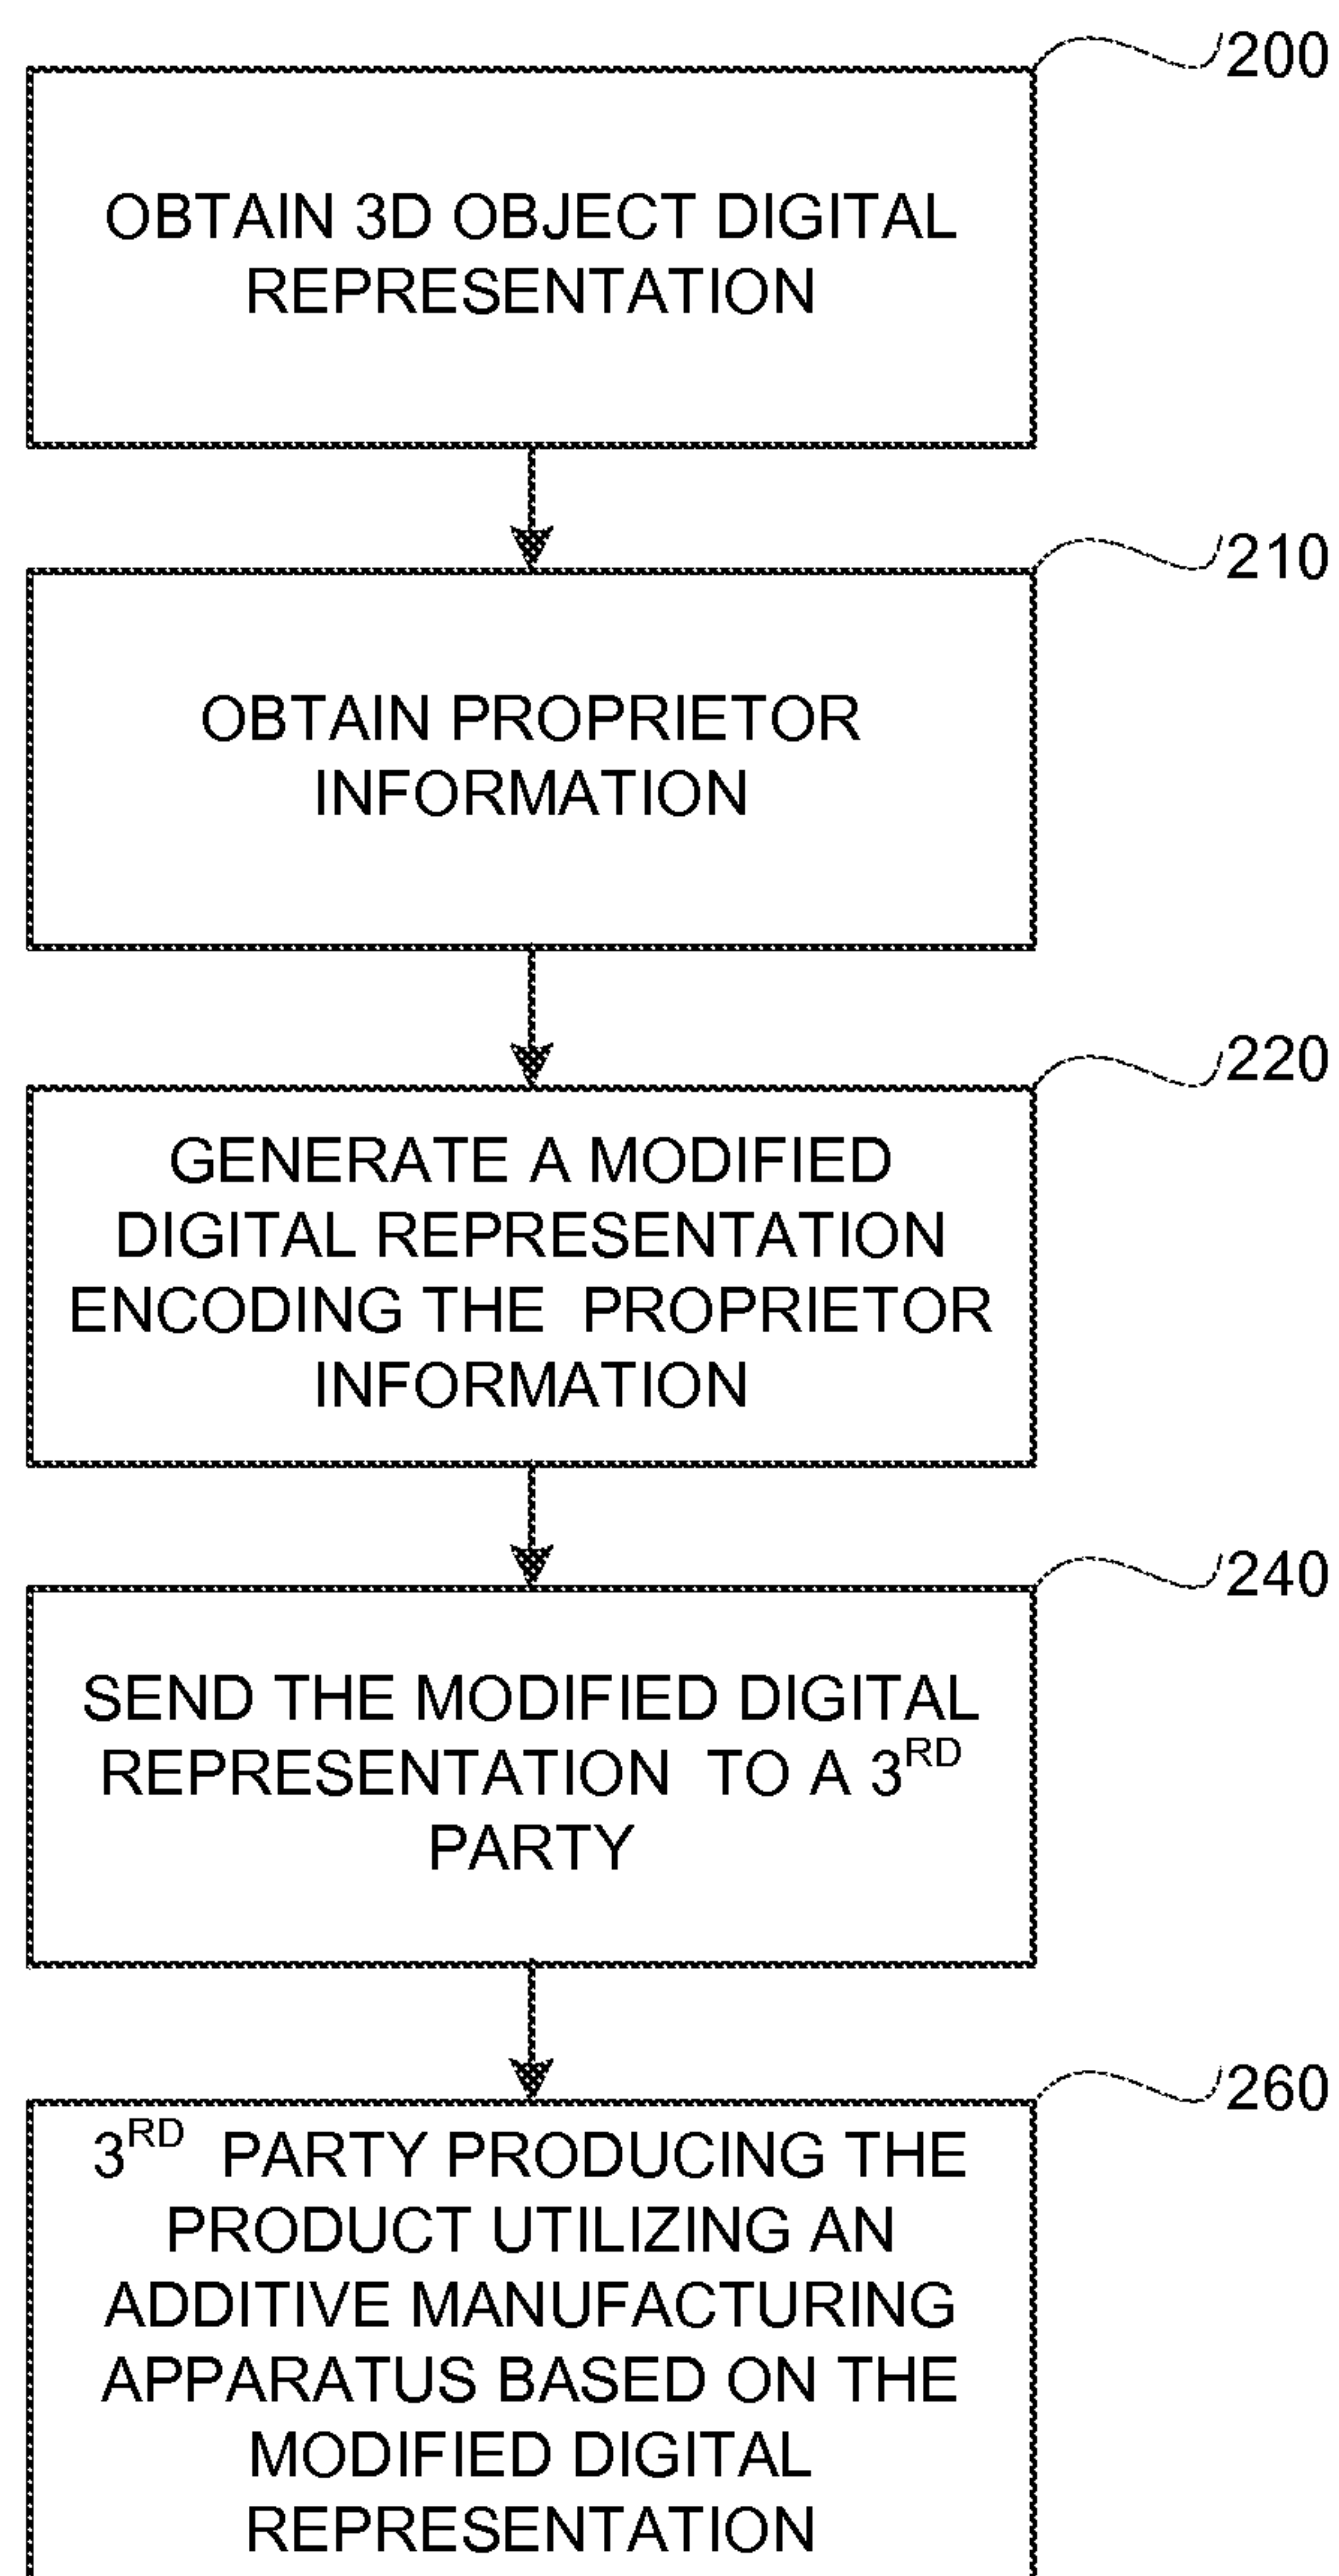 200
OBTAIN 3D OBJECT DIGITAL
REPRESENTATION
210
OBTAIN PROPRIETOR
INFORMATION
220
GENERATE A MODIFIED
DIGITAL REPRESENTATION
ENCODING THE PROPRIETOR
INFORMATION
240
SEND THE MODIFIED DIGITAL
REPRESENTATION TO A 3RD
PARTY
260
3RD PARTY PRODUCING THE
PRODUCT UTILIZING AN
ADDITIVE MANUFACTURING
APPARATUS BASED ON THE
MODIFIED DIGITAL
REPRESENTATION